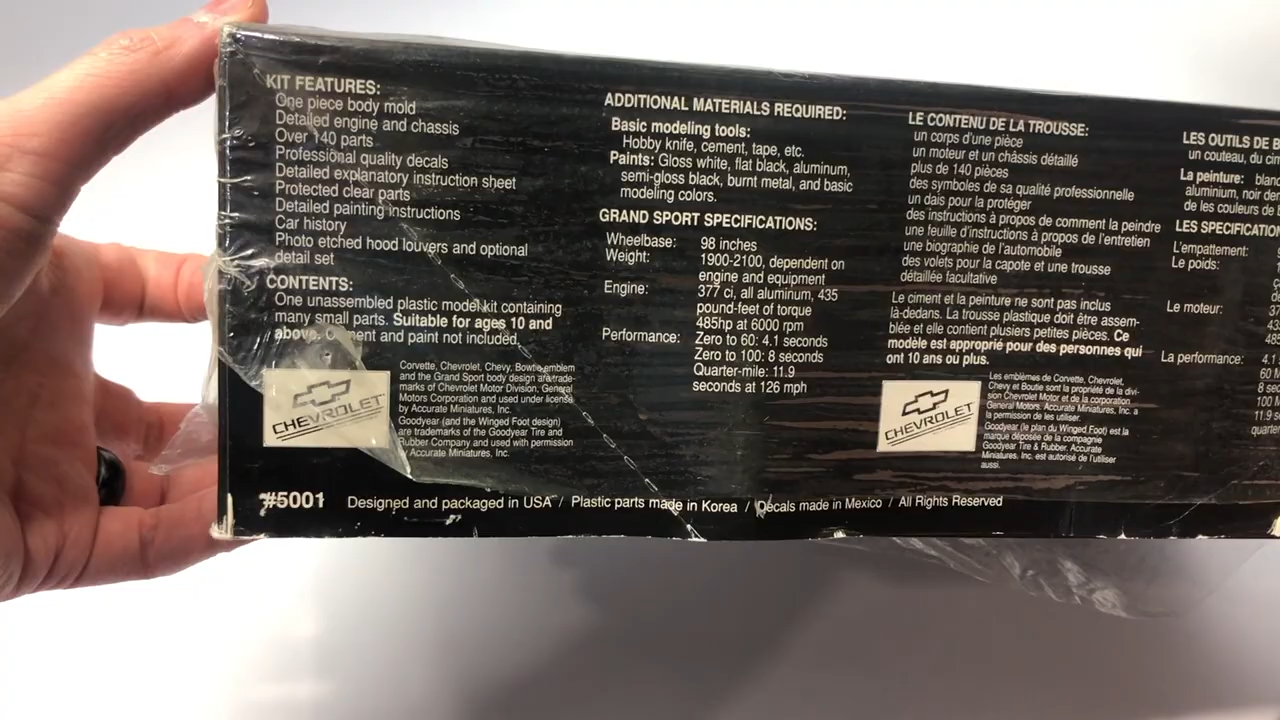 KIT FEATURES:
One piece body mold
Detailed engine and chassis
Over 140 parts
Professional quality decals
Detailed explanatory instruction sheet
Protected clear parts
Detailed painting instructions
Car history
Photo etched hood louvers and optional
detail set
CONTENTS:
One unassembled plastic model kit containing
many small parts. Suitable for ages 10 and
above. and paint not included.
CHEVROLET
Corvette, Chevrolet, Chevy, Bowtie emblem
and the Grand Sport body design are trade-
marks of Chevrolet Motor Division, General
Motors Corporation and used under license
by Accurate Miniatures, Inc.
Goodyear (and the Winged Foot design)
are trademarks of the Goodyear Tire and
Rubber Company and used with permission
by Accurate Miniatures, Inc.
ADDITIONAL MATERIALS REQUIRED:
Basic modeling tools:
Hobby knife, cement, tape, etc.
Paints: Gloss white, flat black, aluminum,
semi-gloss black, burnt metal, and basic
modeling colors.
GRAND SPORT SPECIFICATIONS:
Wheelbase: 98 inches
Weight: 1900-2100, dependent on
engine and equipment
Engine: 377 ci, all aluminum, 435
pound-feet of torque
485hp at 6000 rpm
Performance: Zero to 60: 4.1 seconds
Zero to 100: 8 seconds
Quarter-mile: 11.9
seconds at 126 mph
LE CONTENU DE LA TROUSSE:
un corps d'une pièce
un moteur et un châssis détaillé
plus de 140 pièces
des symboles de sa qualité professionnelle
un dais pour la protéger
des instructions à propos de comment la peindre
une feuille d'instructions à propos de l'entretien
une biographie de l'automobile
des volets pour la capote et une trousse
détaillée facultative
Le ciment et la peinture ne sont pas inclus
là-dedans. La trousse plastique doit être assem-
blée et elle contient plusiers petites pièces. Ce
modèle est approprié pour des personnes qui
ont 10 ans ou plus.
CHEVROLET
Les emblèmes de Corvette, Chevrolet,
Chevy et Boutie sont la propriété de la divi-
sion Chevrolet Motor et de la corporation
General Motors. Accurate Miniatures, Inc. a
la permission de les utiliser.
Goodyear (le plan du Winged Foot) est la
marque déposée de la compagnie
Goodyear Tire & Rubber. Accurate
Miniatures, Inc. est autorisé de l'utiliser
aussi.
LES OUTILS DE B
un couteau, du cim
La peinture: blanc
aluminium, noir der
de les couleurs de
LES SPECIFICATION
L'empattement:
Le poids:
Le moteur: 37
485
La performance: 4.1
60 M
8 sec
100 M
11.9 s
quarter
#5001 Designed and packaged in USA / Plastic parts made in Korea / Decals made in Mexico / All Rights Reserved